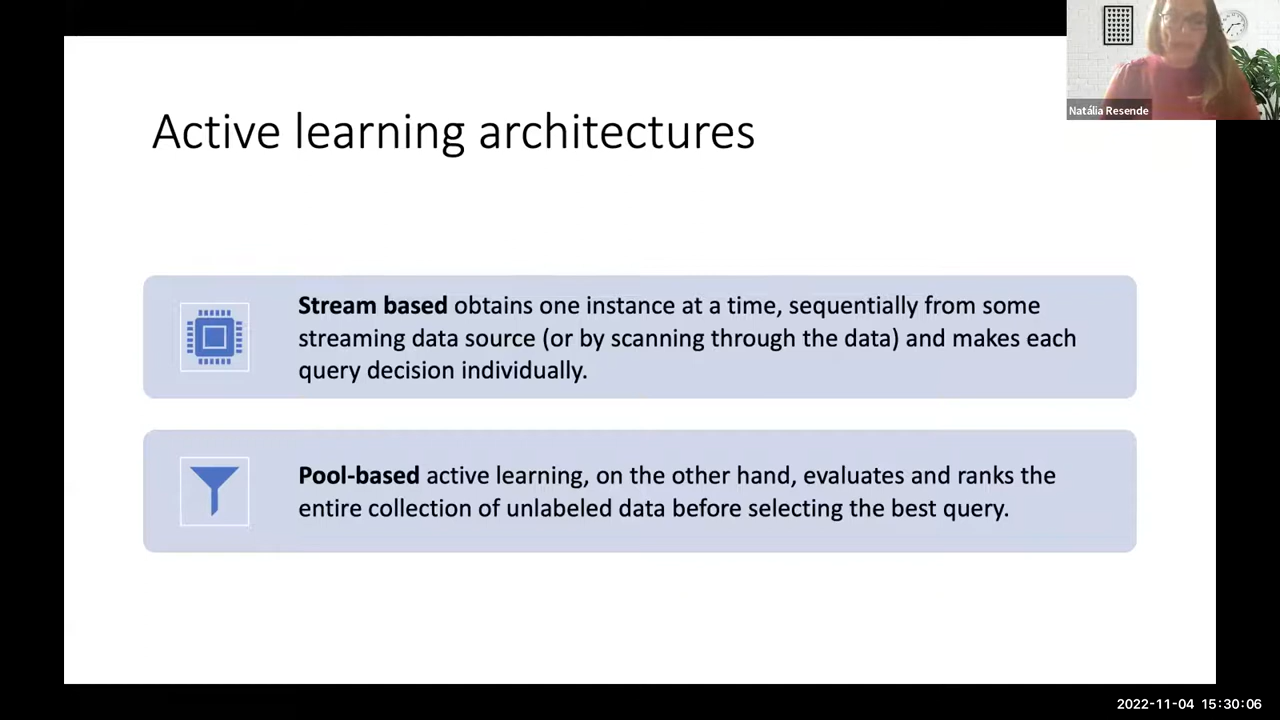 Natália Resende
Active learning architectures
Stream based obtains one instance at a time, sequentially from some
streaming data source (or by scanning through the data) and makes each
query decision individually.
Pool-based active learning, on the other hand, evaluates and ranks the
entire collection of unlabeled data before selecting the best query.
2022-11-04 15:30:06